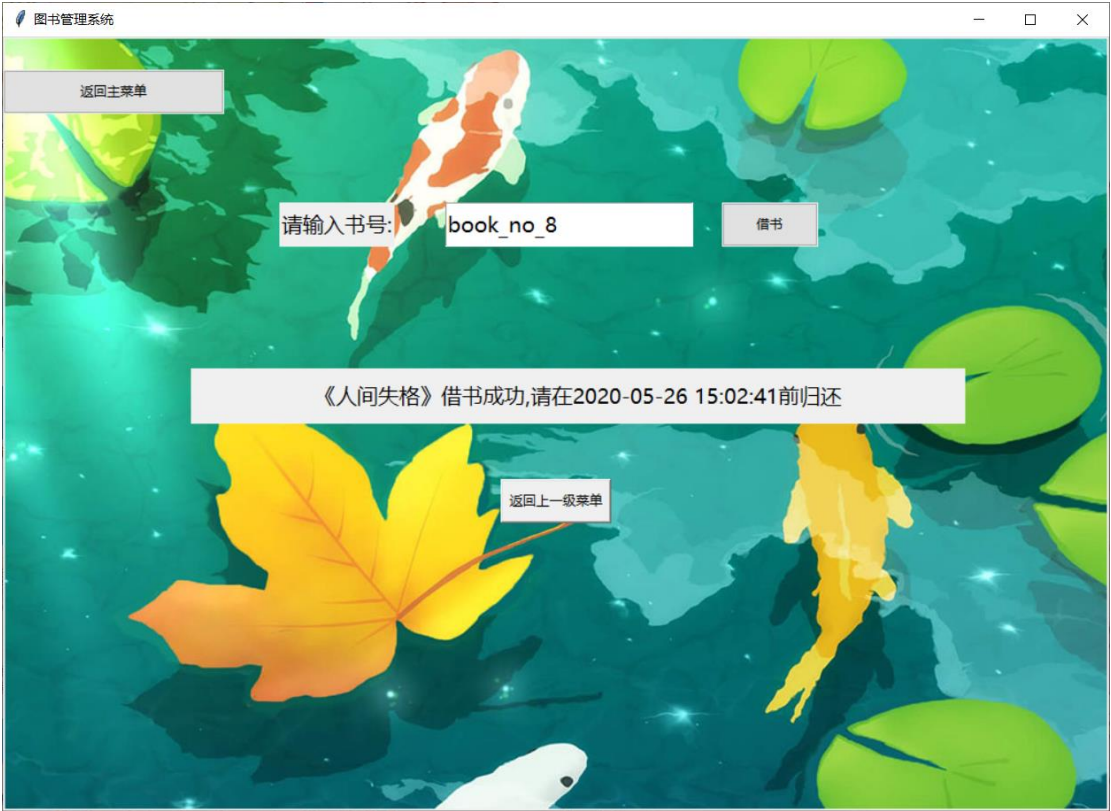 图书管理系统
返回主菜单
请输入书号:
book_no_8
借书
《人间失格》借书成功,请在2020-05-26 15:02:41前归还
返回上一级菜单